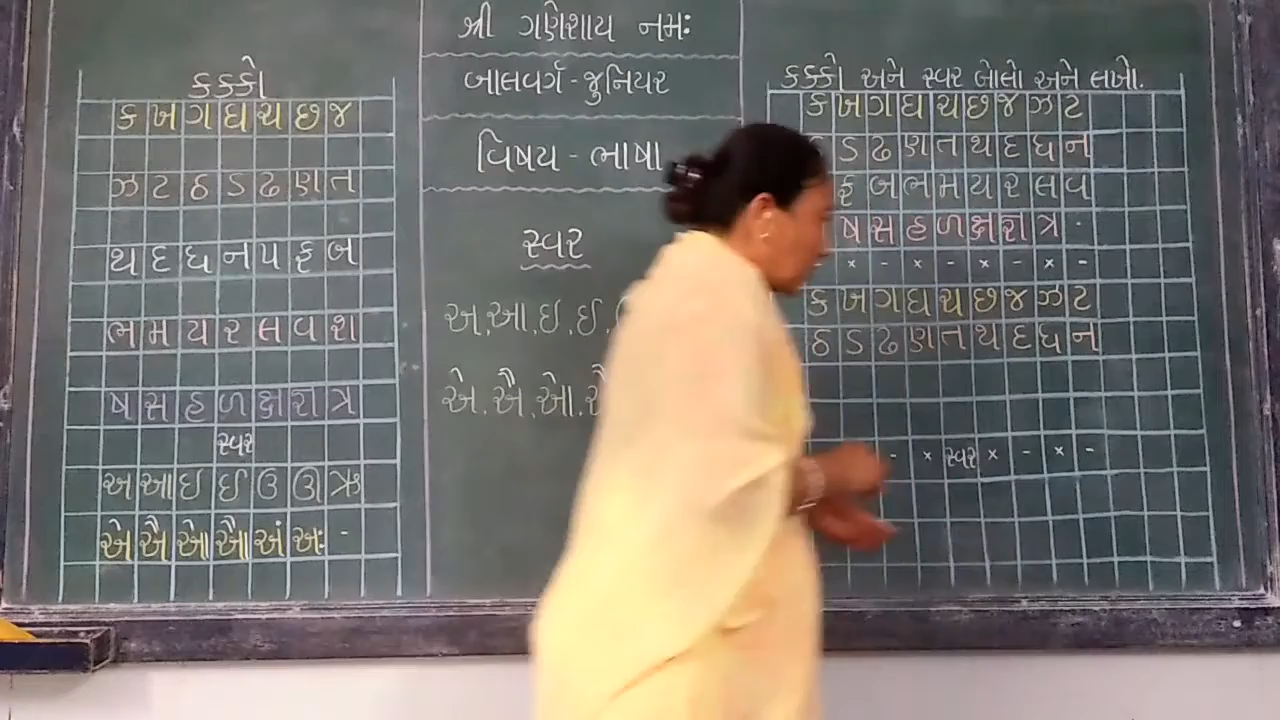 શ્રી ગણેશાય નમઃ
બાલવર્ગ - જુનિયર
વિષય - ભાષા
સ્વર
અ. આ. ઇ. ઈ.
એ. ઐ. ઓ.
કક્કો
ક ખ ગ ઘ ચ છ જ
ઝ ટ ઠ ડ ઢ ણ ત
થ દ ધ ન પ ફ બ
ભ મ ય ર લ વ શ
ષ સ હ ળ ક્ષ જ્ઞ ત્ર
સ્વર
અ આ ઇ ઈ ઉ ઊ ઋ
એ ઐ ઓ ઔ અં અઃ -
કક્કો અને સ્વર બોલો અને લખો.
ક ખ ગ ઘ ચ છ જ ઝ ટ
ડ ઢ ણ ત થ દ ધ ન
ફ બ ભ મ ય ર લ વ
ષ સ હ ળ ક્ષ જ્ઞ ત્ર ·
× - × - × - × -
ક ખ ગ ઘ ચ છ જ ઝ ટ
ઠ ડ ઢ ણ ત થ દ ધ ન
- × સ્વર × - × -